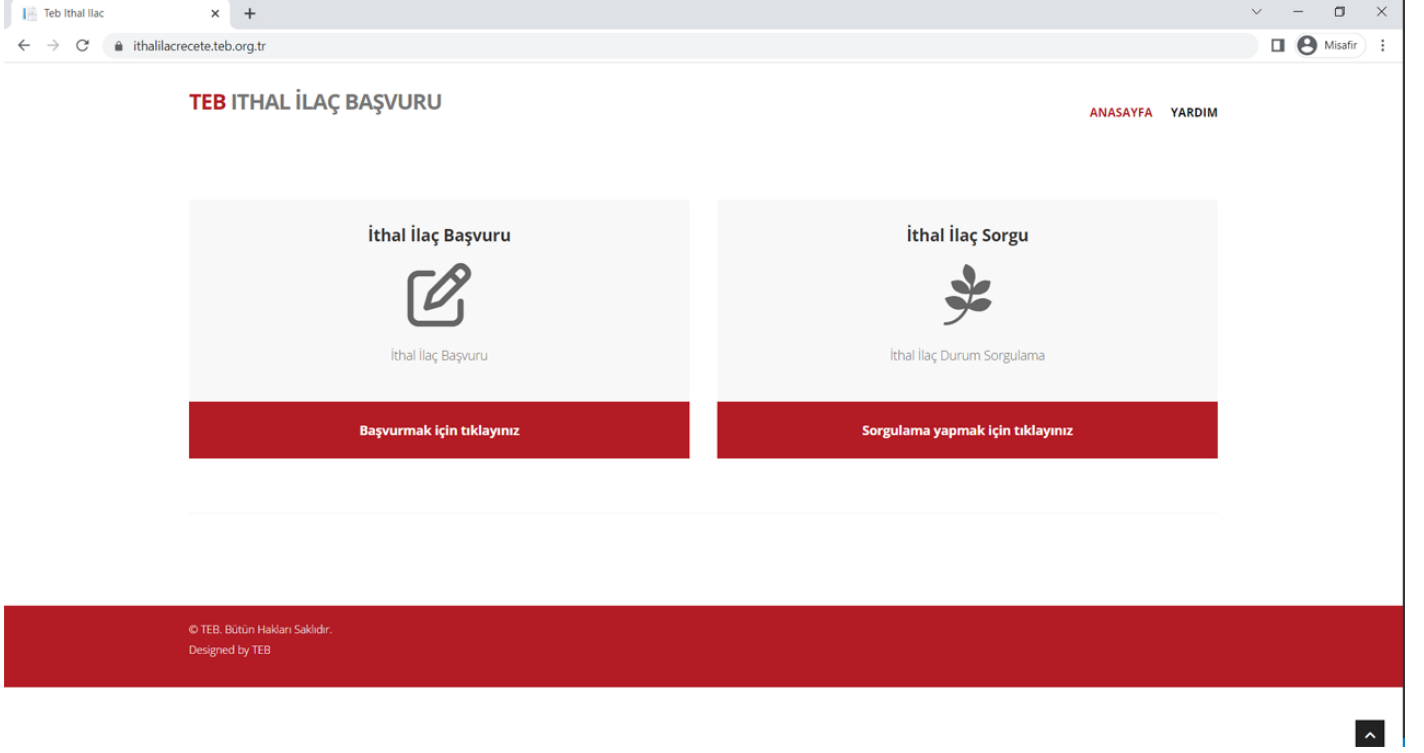 Teb Ithal Ilac
ithalilacrecete.teb.org.tr
Misafir
TEB ITHAL İLAÇ BAŞVURU
ANASAYFA YARDIM
İthal İlaç Başvuru
İthal İlaç Başvuru
Başvurmak için tıklayınız
İthal İlaç Sorgu
İthal İlaç Durum Sorgulama
Sorgulama yapmak için tıklayınız
© TEB. Bütün Hakları Saklıdır.
Designed by TEB